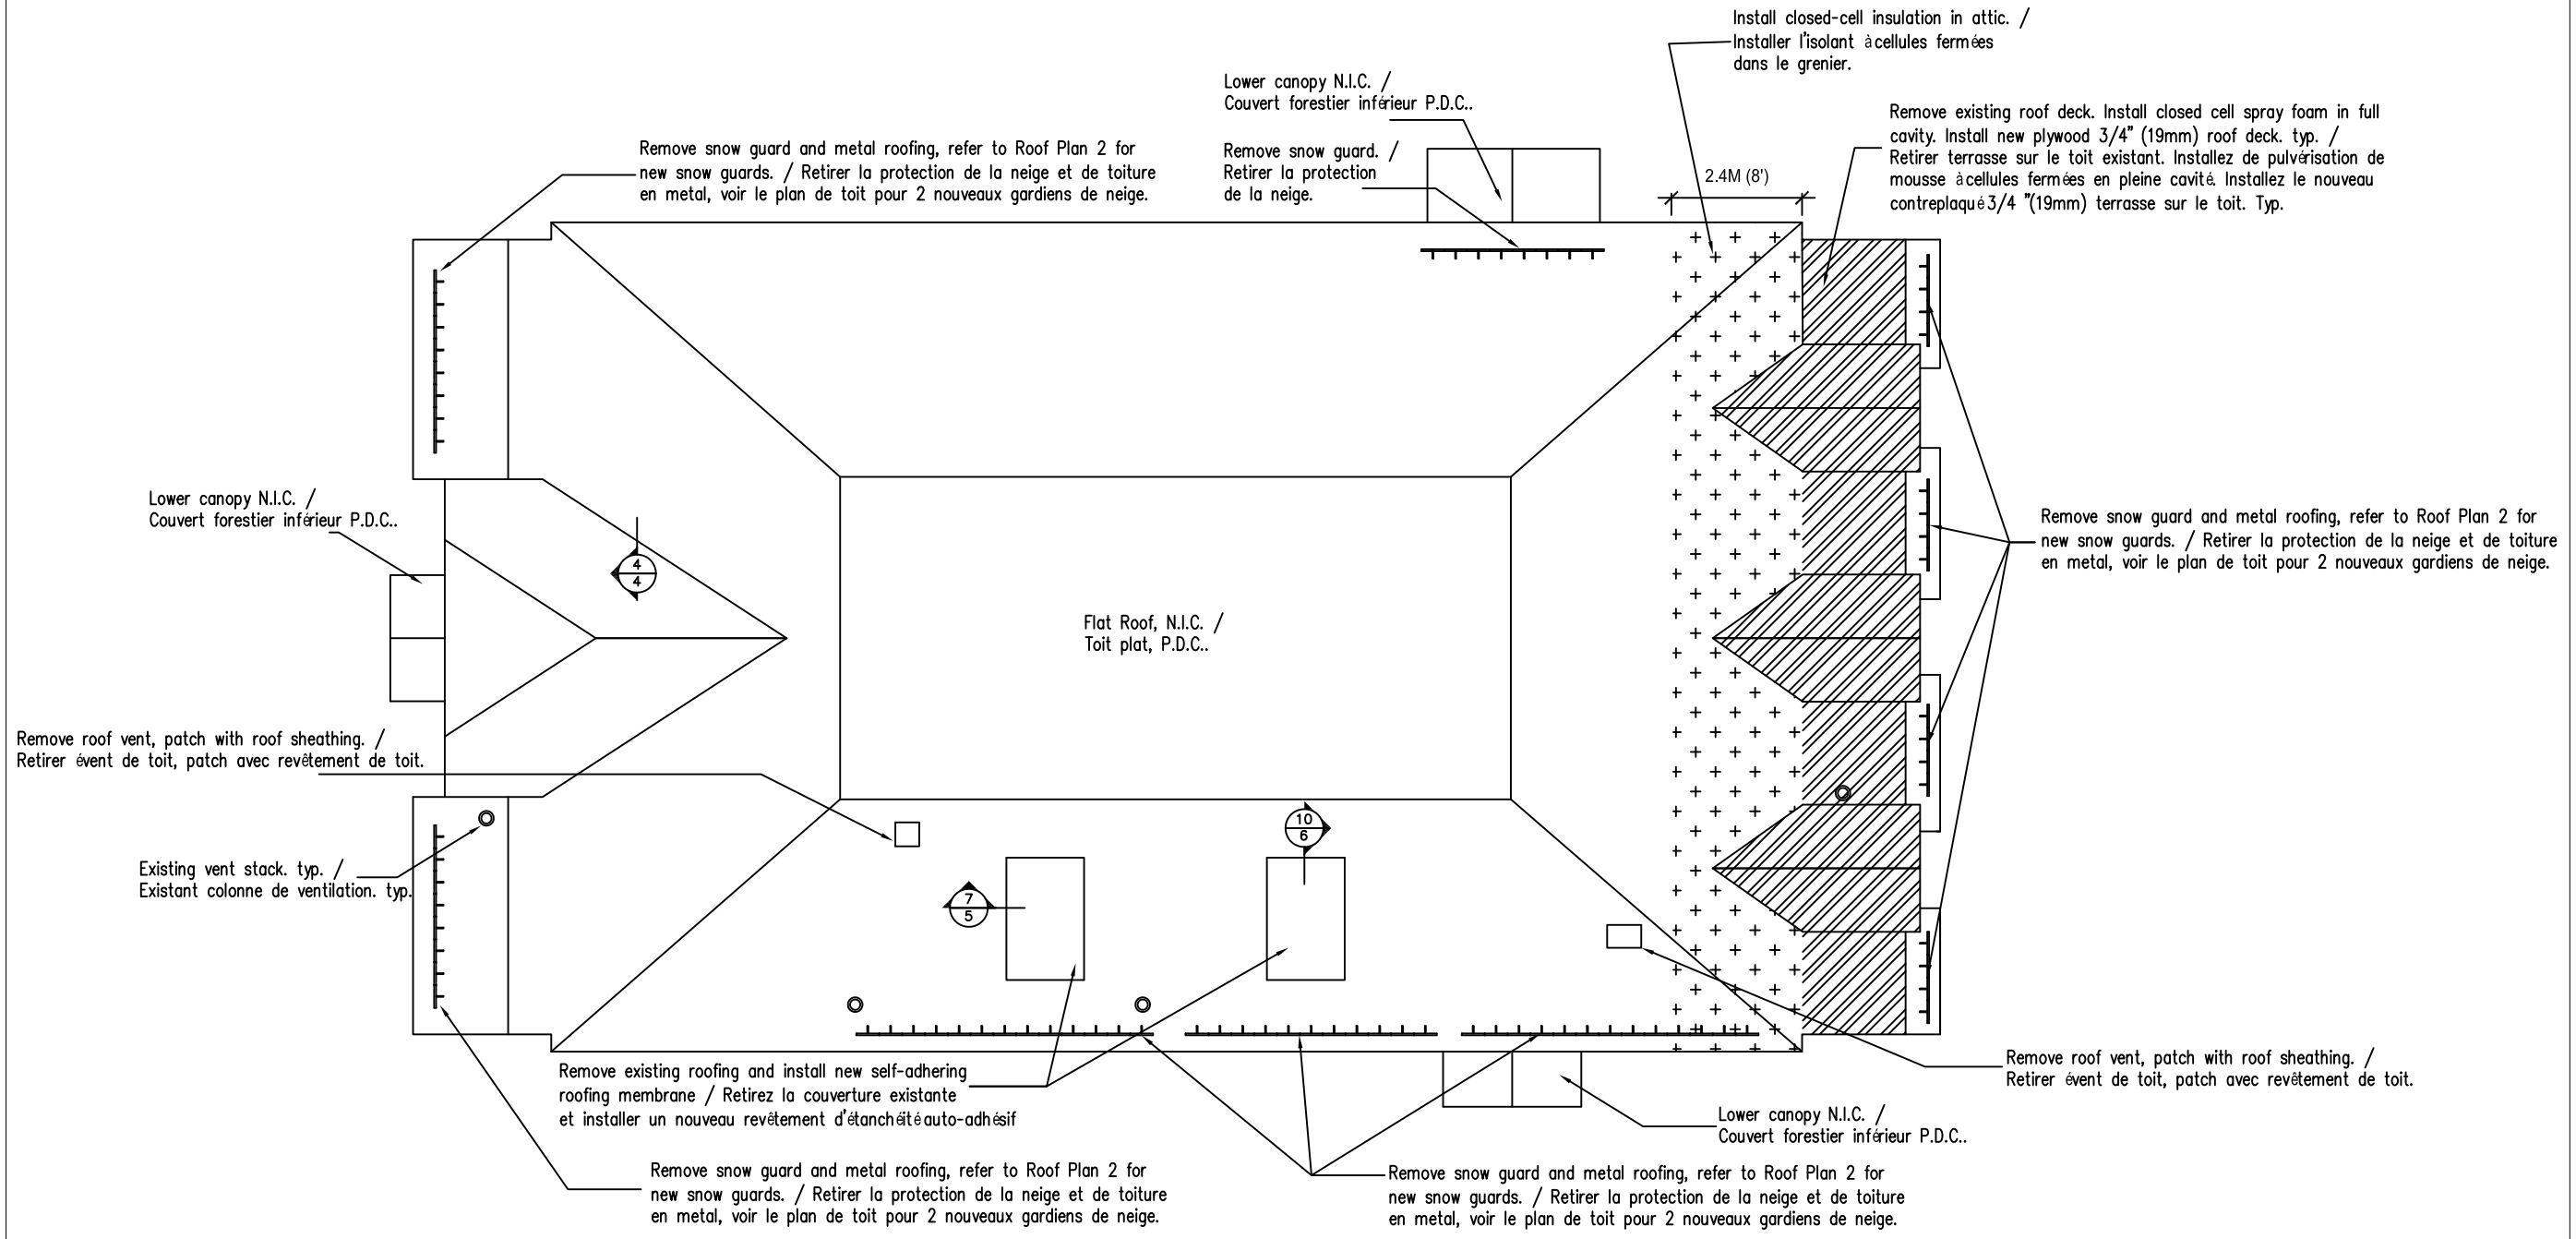 Install closed-cell insulation in attic. /
Installer l'isolant à cellules fermées
dans le grenier.
Lower canopy N.I.C. /
Couvert forestier inférieur P.D.C..
Remove existing roof deck. Install closed cell spray foam in full
cavity. Install new plywood 3/4" (19mm) roof deck. typ. /
Retirer terrasse sur le toit existant. Installez de pulvérisation de
mousse à cellules fermées en pleine cavité. Installez le nouveau
contreplaqué 3/4 "(19mm) terrasse sur le toit. Typ.
Remove snow guard and metal roofing, refer to Roof Plan 2 for
new snow guards. / Retirer la protection de la neige et de toiture
en metal, voir le plan de toit pour 2 nouveaux gardiens de neige.
Remove snow guard. /
Retirer la protection
de la neige.
2.4M (8')
Lower canopy N.I.C. /
Couvert forestier inférieur P.D.C..
4
4
Remove snow guard and metal roofing, refer to Roof Plan 2 for
new snow guards. / Retirer la protection de la neige et de toiture
en metal, voir le plan de toit pour 2 nouveaux gardiens de neige.
Flat Roof, N.I.C. /
Toit plat, P.D.C..
Remove roof vent, patch with roof sheathing. /
Retirer évent de toit, patch avec revêtement de toit.
10
6
Existing vent stack. typ. /
Existant colonne de ventilation. typ.
7
5
Remove existing roofing and install new self-adhering
roofing membrane / Retirez la couverture existante
et installer un nouveau revêtement d'étanchéité auto-adhésif
Remove roof vent, patch with roof sheathing. /
Retirer évent de toit, patch avec revêtement de toit.
Lower canopy N.I.C. /
Couvert forestier inférieur P.D.C..
Remove snow guard and metal roofing, refer to Roof Plan 2 for
new snow guards. / Retirer la protection de la neige et de toiture
en metal, voir le plan de toit pour 2 nouveaux gardiens de neige.
Remove snow guard and metal roofing, refer to Roof Plan 2 for
new snow guards. / Retirer la protection de la neige et de toiture
en metal, voir le plan de toit pour 2 nouveaux gardiens de neige.